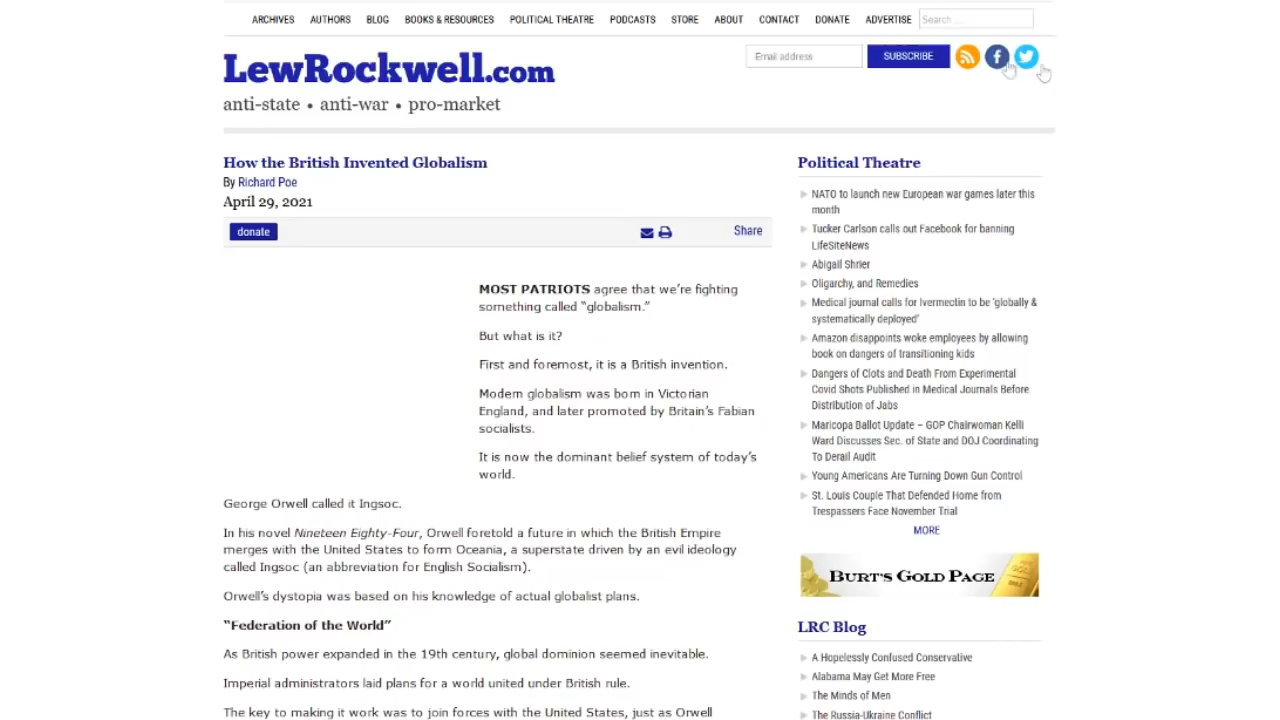 ARCHIVES AUTHORS BLOG BOOKS & RESOURCES POLITICAL THEATRE PODCASTS STORE ABOUT CONTACT DONATE ADVERTISE Search ...
LewRockwell.com
anti-state • anti-war • pro-market
Email address SUBSCRIBE
How the British Invented Globalism
By Richard Poe
April 29, 2021
donate Share
MOST PATRIOTS agree that we’re fighting
something called “globalism.”
But what is it?
First and foremost, it is a British invention.
Modern globalism was born in Victorian
England, and later promoted by Britain’s Fabian
socialists.
It is now the dominant belief system of today’s
world.
George Orwell called it Ingsoc.
In his novel Nineteen Eighty-Four, Orwell foretold a future in which the British Empire
merges with the United States to form Oceania, a superstate driven by an evil ideology
called Ingsoc (an abbreviation for English Socialism).
Orwell’s dystopia was based on his knowledge of actual globalist plans.
“Federation of the World”
As British power expanded in the 19th century, global dominion seemed inevitable.
Imperial administrators laid plans for a world united under British rule.
The key to making it work was to join forces with the United States, just as Orwell
Political Theatre
NATO to launch new European war games later this
month
Tucker Carlson calls out Facebook for banning
LifeSiteNews
Abigail Shrier
Oligarchy, and Remedies
Medical journal calls for Ivermectin to be 'globally &
systematically deployed'
Amazon disappoints woke employees by allowing
book on dangers of transitioning kids
Dangers of Clots and Death From Experimental
Covid Shots Published in Medical Journals Before
Distribution of Jabs
Maricopa Ballot Update – GOP Chairwoman Kelli
Ward Discusses Sec. of State and DOJ Coordinating
To Derail Audit
Young Americans Are Turning Down Gun Control
St. Louis Couple That Defended Home from
Trespassers Face November Trial
MORE
BURT'S GOLD PAGE
LRC Blog
A Hopelessly Confused Conservative
Alabama May Get More Free
The Minds of Men
The Russia-Ukraine Conflict